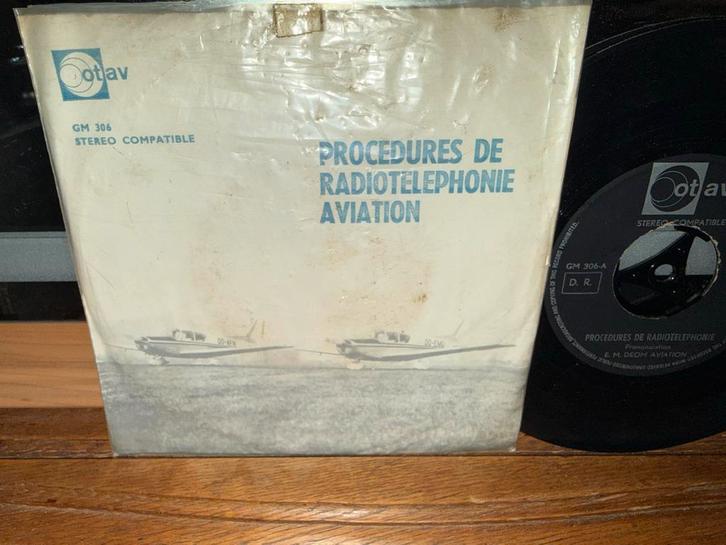 otav
GM 306
STEREO COMPATIBLE
PROCEDURES DE
RADIOTELEPHONIE
AVIATION
otav
STEREO COMPATIBLE
GM 306-A
D. R.
PROCEDURES DE RADIOTELEPHONIE
Prononciation
E. M. DEOM AVIATION